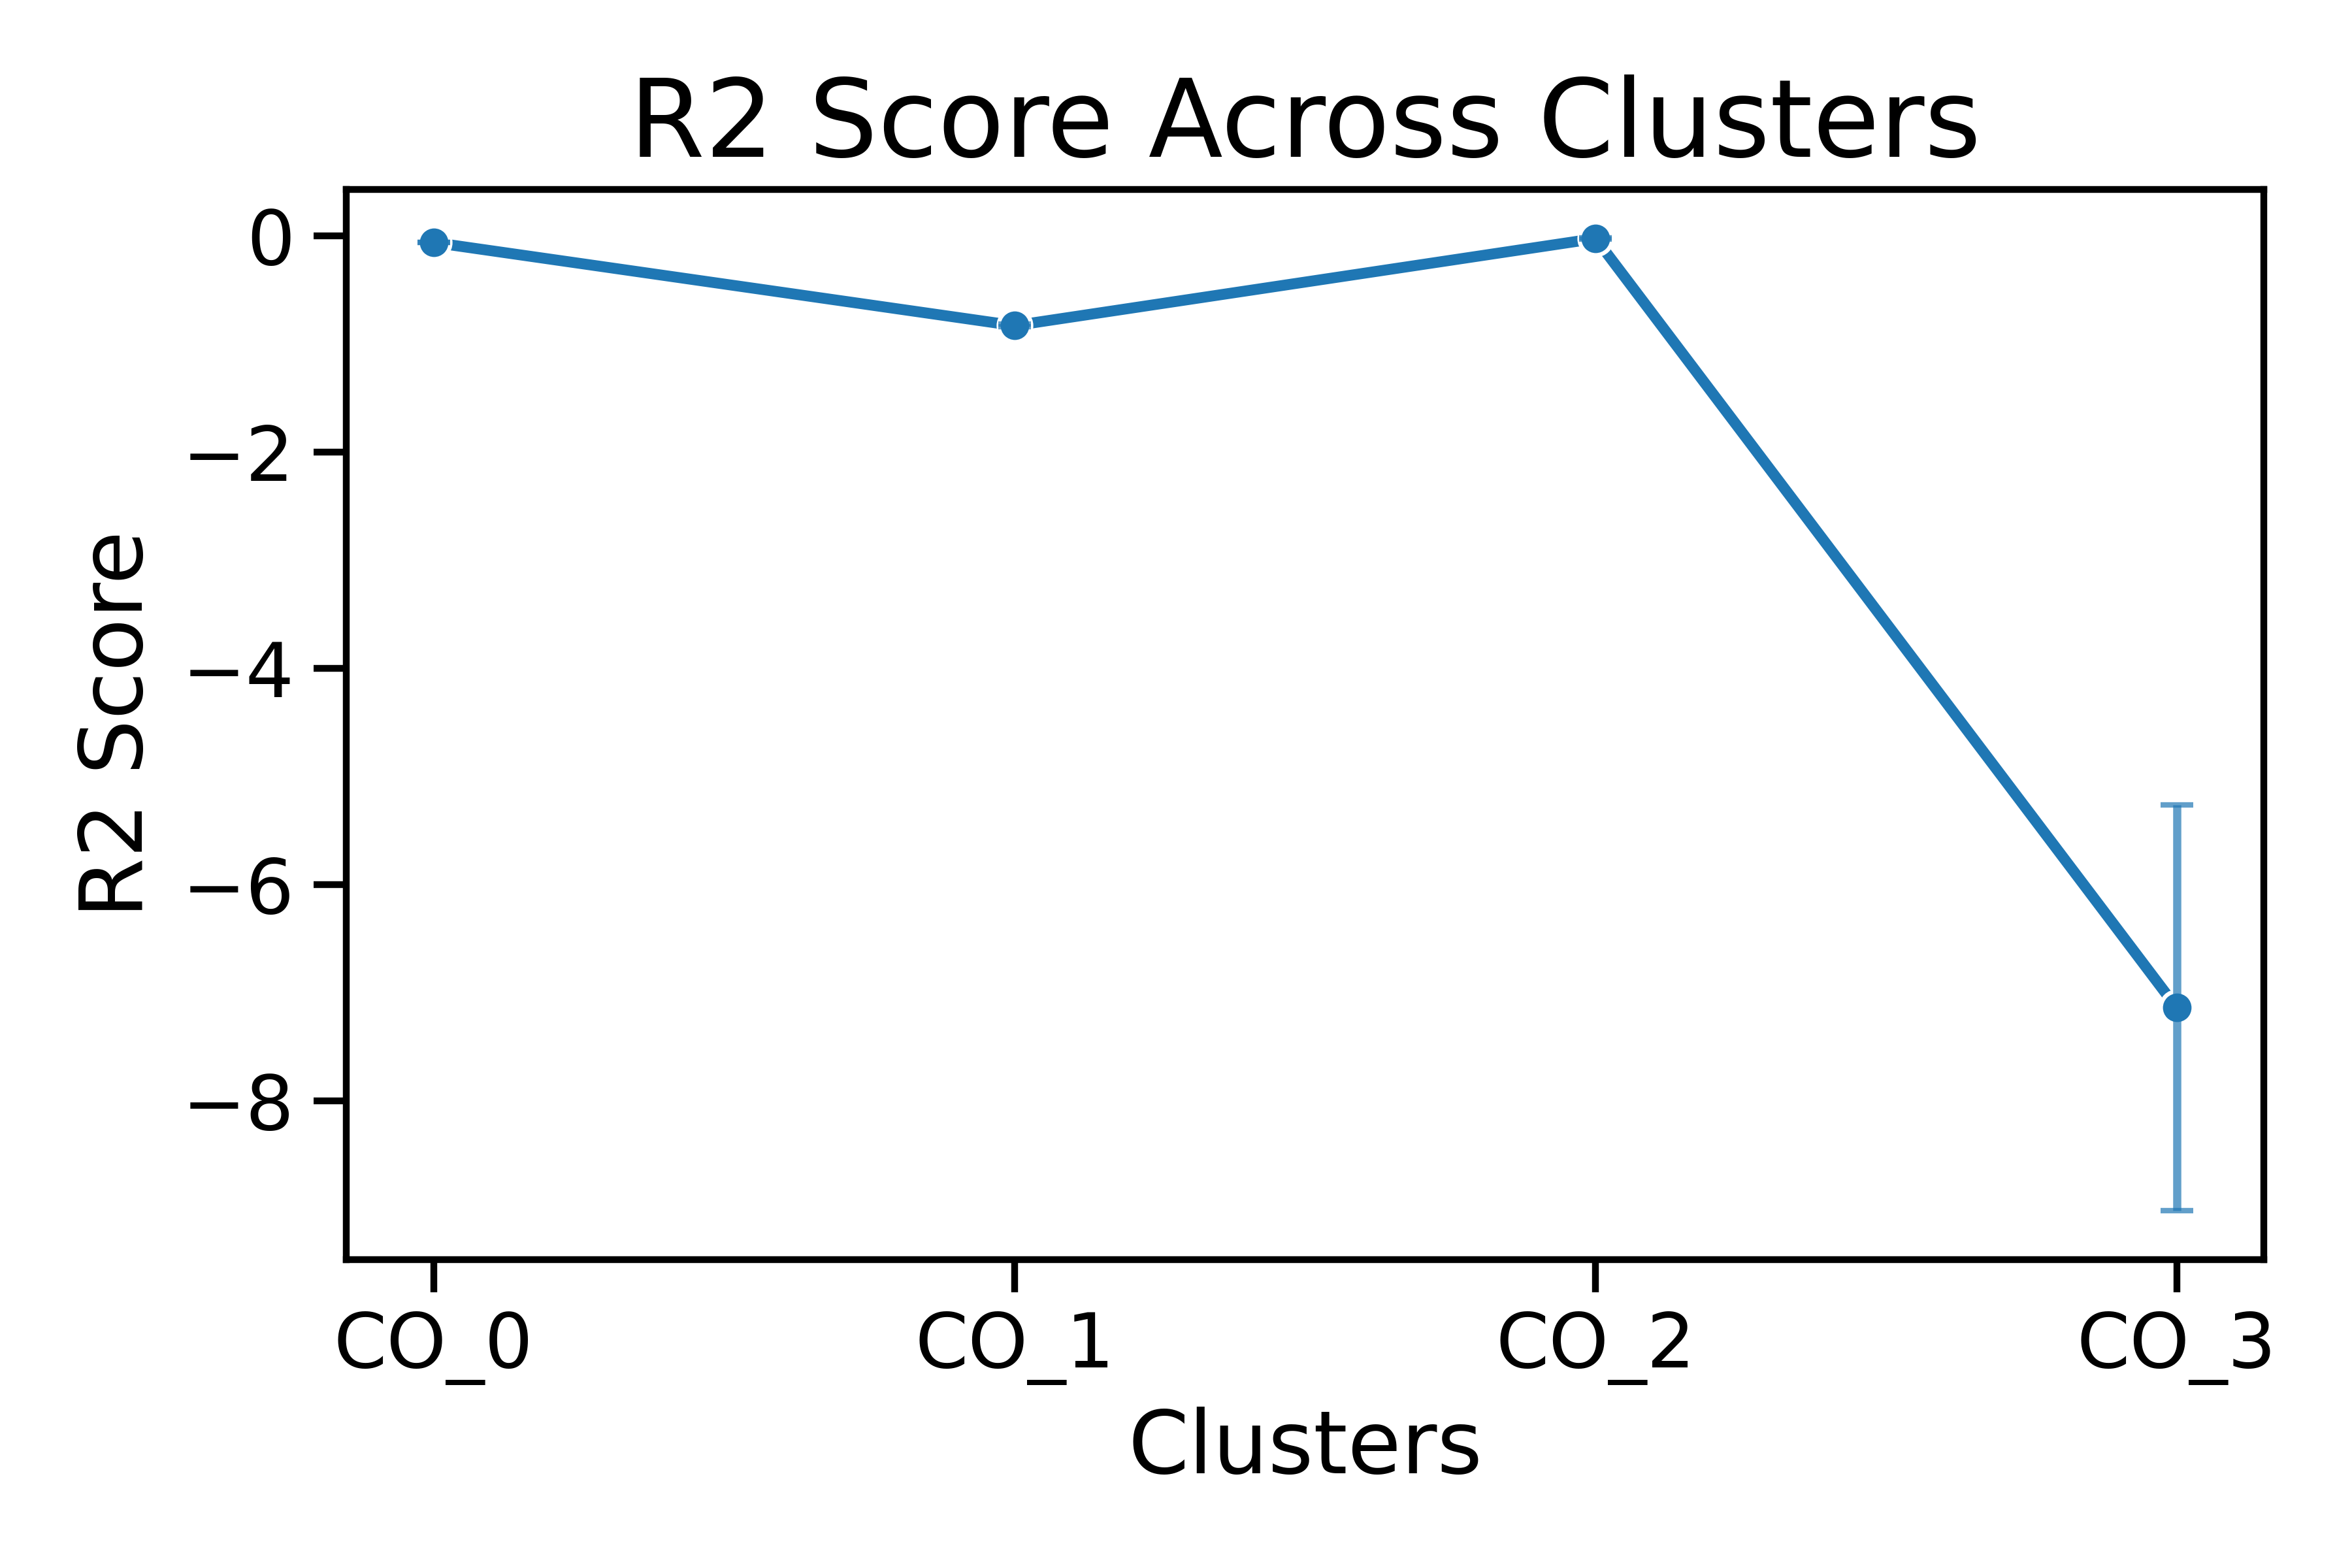 R2 Score Across Clusters
R2 Score
0
−2
−4
−6
−8
CO_0
CO_1
CO_2
CO_3
Clusters